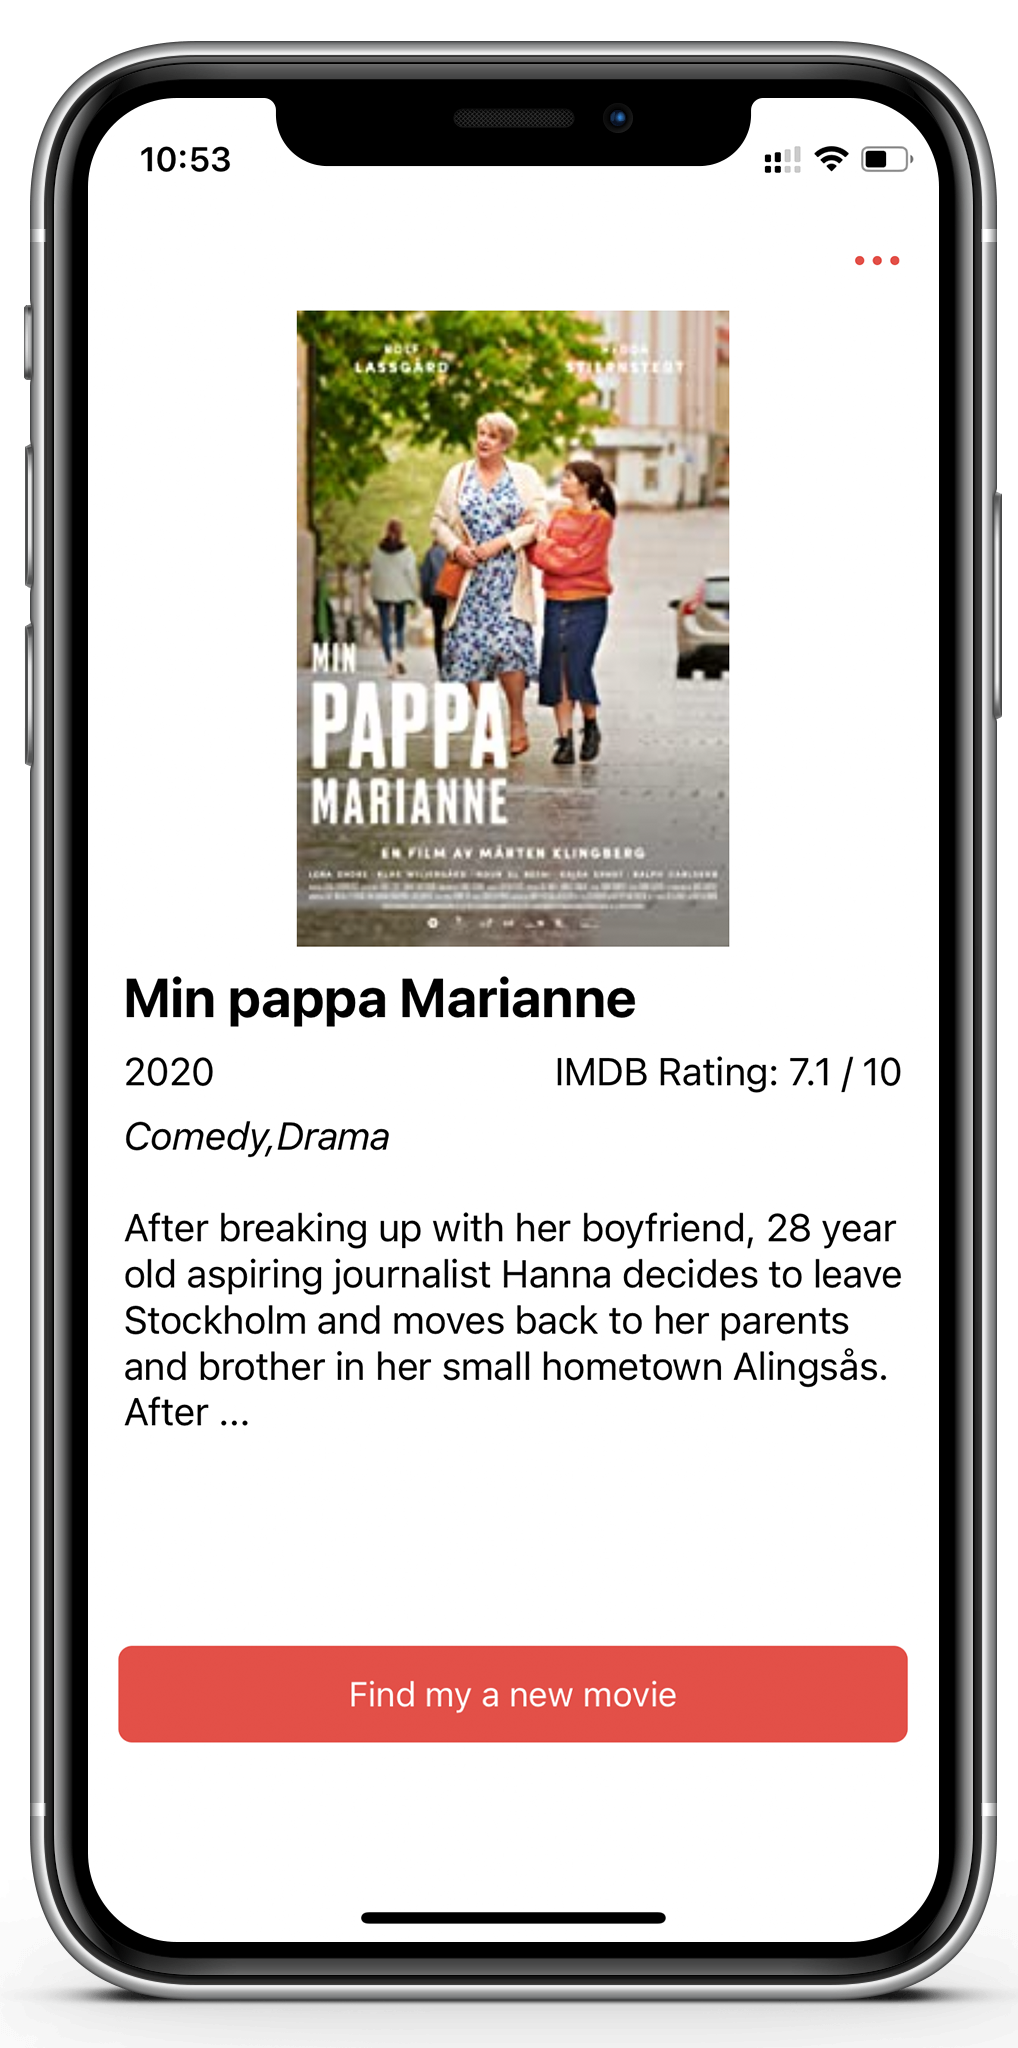 10:53
ROLF
LASSGÅRD
HEDDA
STIERNSTEDT
MIN
PAPPA
MARIANNE
EN FILM AV MÅRTEN KLINGBERG
Min pappa Marianne
2020
IMDB Rating: 7.1 / 10
Comedy,Drama
After breaking up with her boyfriend, 28 year
old aspiring journalist Hanna decides to leave
Stockholm and moves back to her parents
and brother in her small hometown Alingsås.
After ...
Find my a new movie